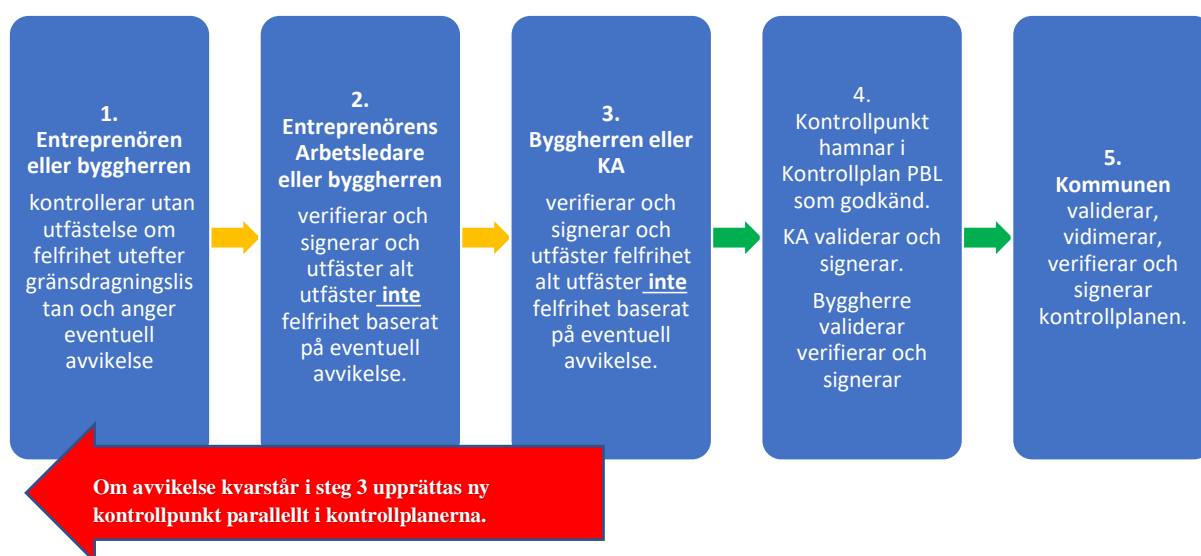 1.
Entreprenören
eller byggherren
kontrollerar utan
utfästelse om
felfrihet utefter
gränsdragningslis
tan och anger
eventuell
avvikelse
2.
Entreprenörens
Arbetsledare
eller byggherren
verifierar och
signerar och
utfäster alt
utfäster inte
felfrihet baserat
på eventuell
avvikelse.
3.
Byggherren eller
KA
verifierar och
signerar och
utfäster felfrihet
alt utfäster inte
felfrihet baserat
på eventuell
avvikelse.
4.
Kontrollpunkt
hamnar i
Kontrollplan PBL
som godkänd.
KA validerar och
signerar.
Byggherre
validerar
verifierar och
signerar
5.
Kommunen
validerar,
vidimerar,
verifierar och
signerar
kontrollplanen.
Om avvikelse kvarstår i steg 3 upprättas ny
kontrollpunkt parallellt i kontrollplanerna.